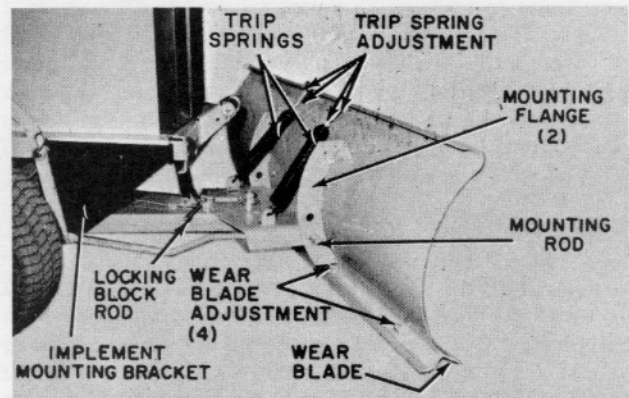 TRIP
SPRINGS
TRIP SPRING
ADJUSTMENT
MOUNTING
FLANGE
(2)
MOUNTING
ROD
LOCKING
BLOCK
ROD
WEAR
BLADE
ADJUSTMENT
(4)
IMPLEMENT
MOUNTING BRACKET
WEAR
BLADE